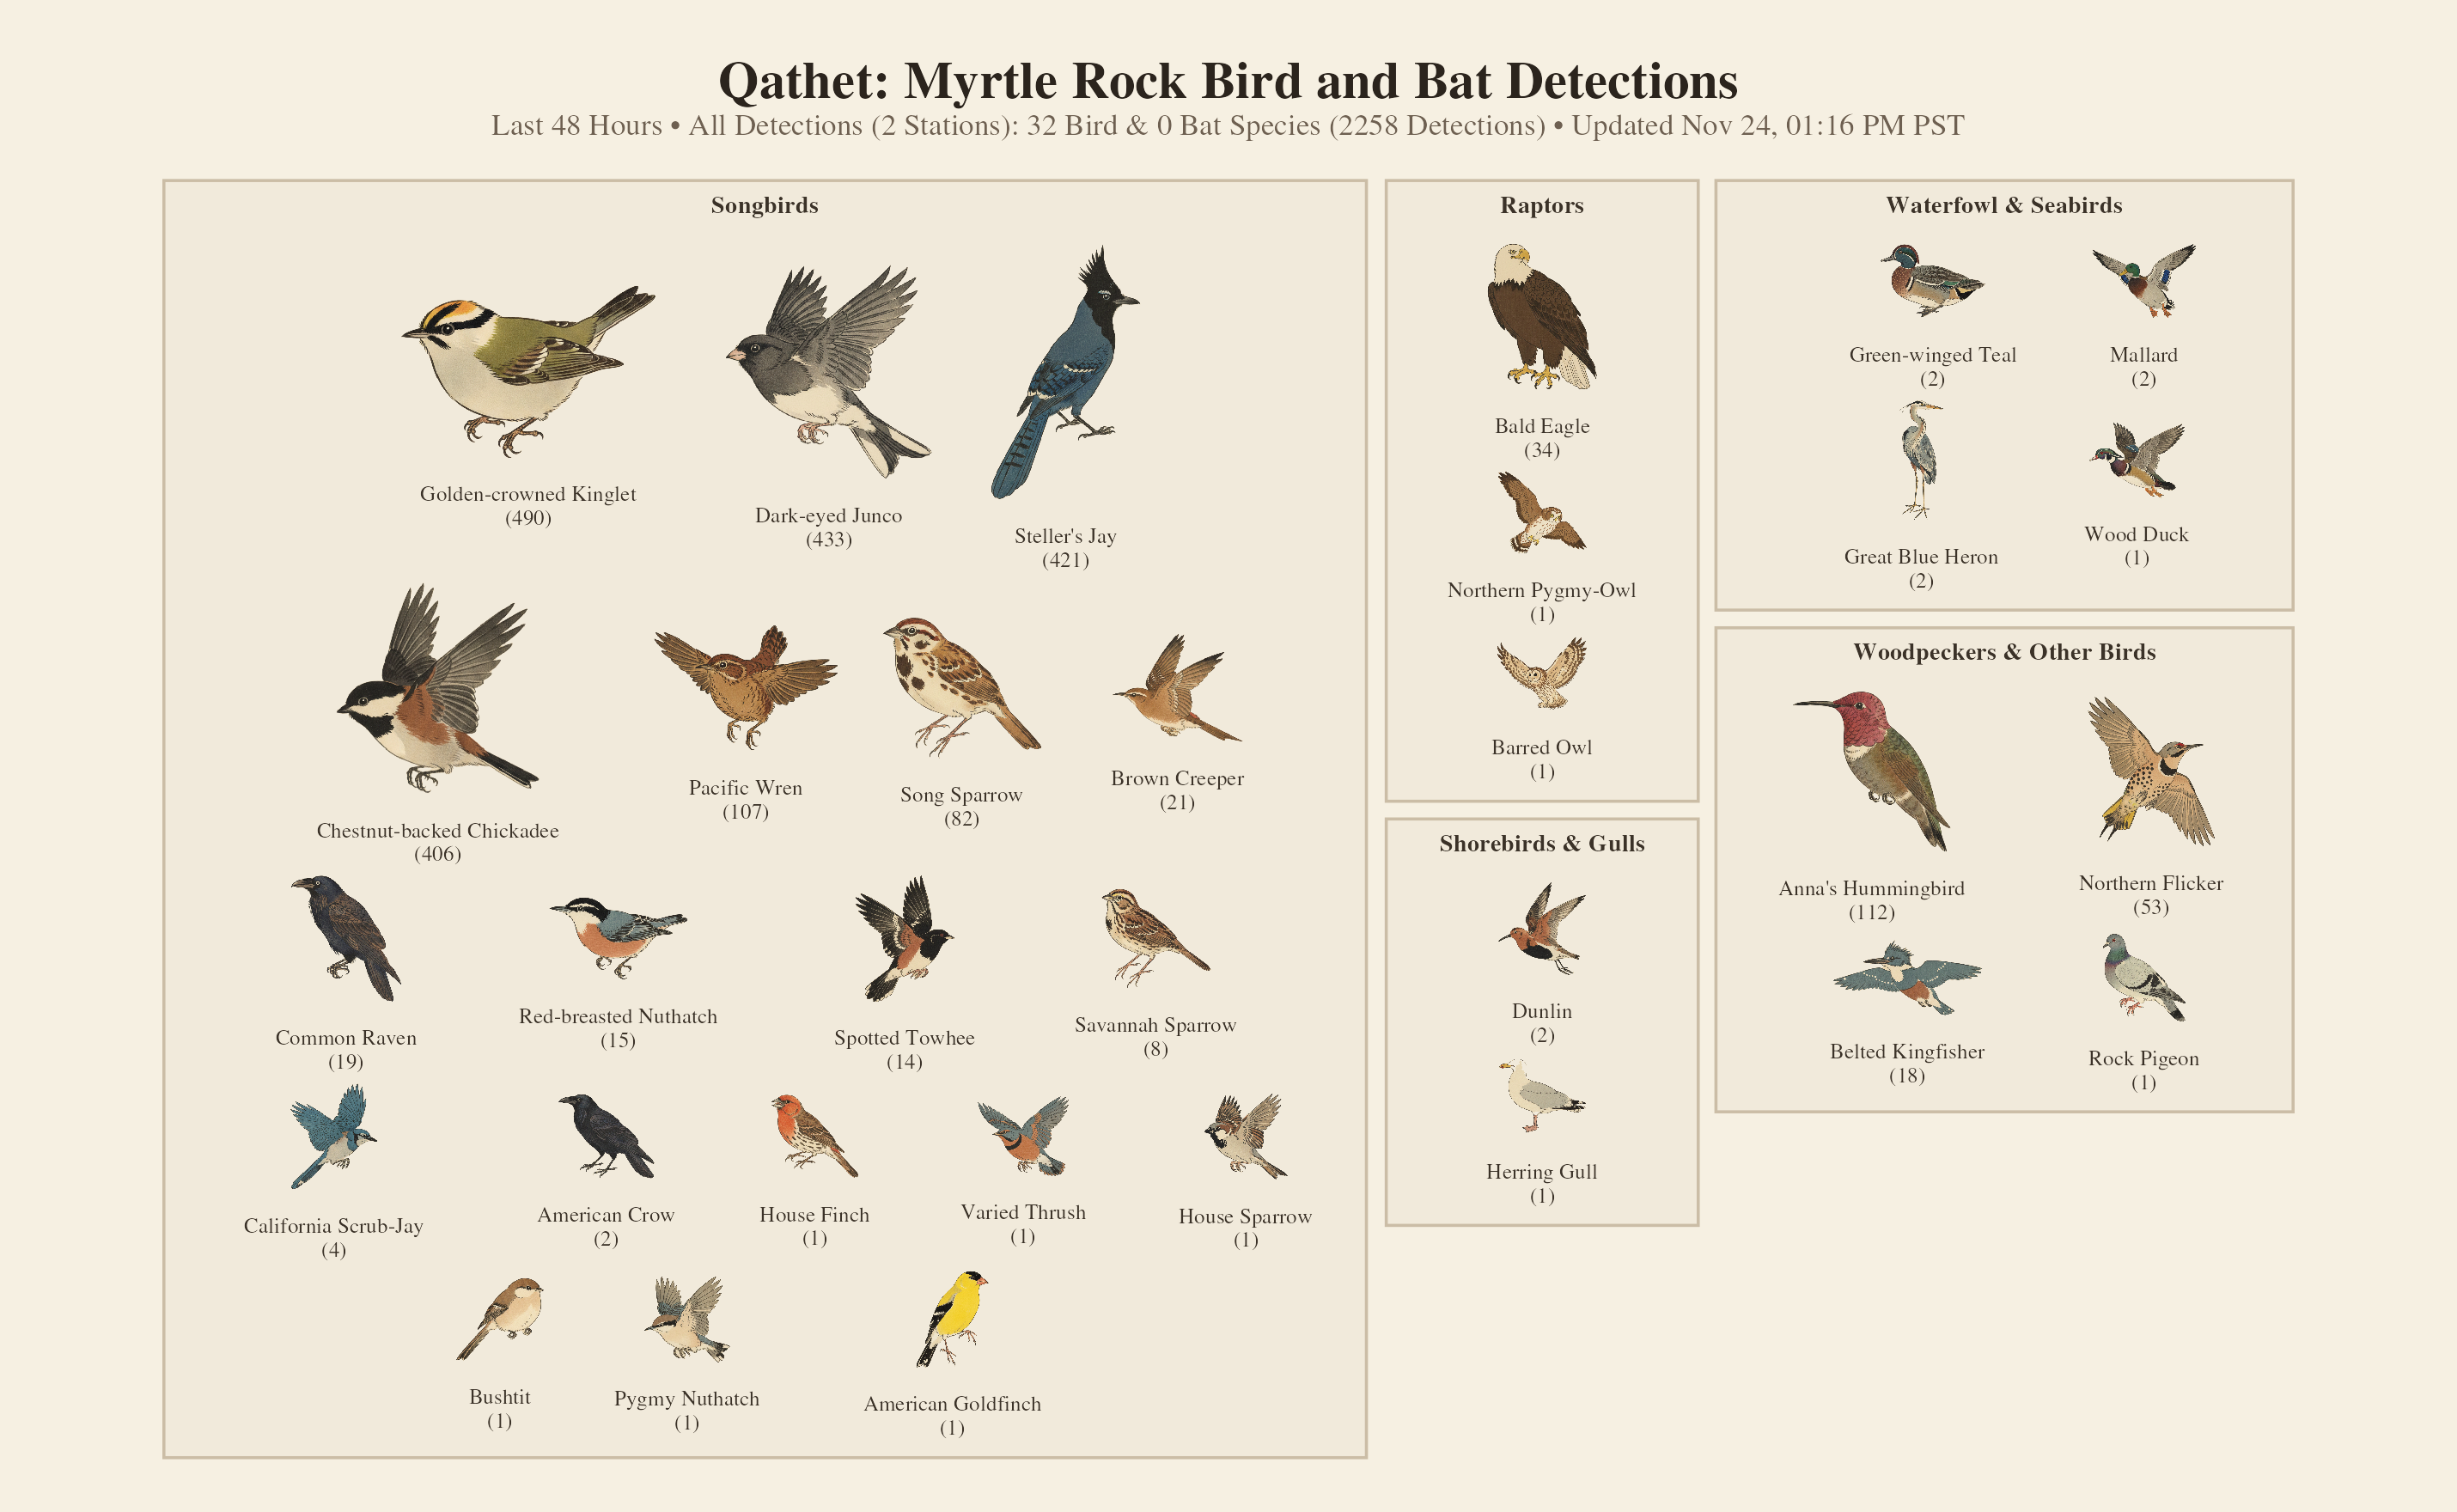 Qathet: Myrtle Rock Bird and Bat Detections
Last 48 Hours • All Detections (2 Stations): 32 Bird & 0 Bat Species (2258 Detections) • Updated Nov 24, 01:16 PM PST
Songbirds
Golden-crowned Kinglet
(490)
Dark-eyed Junco
(433)
Steller's Jay
(421)
Chestnut-backed Chickadee
(406)
Pacific Wren
(107)
Song Sparrow
(82)
Brown Creeper
(21)
Common Raven
(19)
Red-breasted Nuthatch
(15)
Spotted Towhee
(14)
Savannah Sparrow
(8)
California Scrub-Jay
(4)
American Crow
(2)
House Finch
(1)
Varied Thrush
(1)
House Sparrow
(1)
Bushtit
(1)
Pygmy Nuthatch
(1)
American Goldfinch
(1)
Raptors
Bald Eagle
(34)
Northern Pygmy-Owl
(1)
Barred Owl
(1)
Shorebirds & Gulls
Dunlin
(2)
Herring Gull
(1)
Waterfowl & Seabirds
Green-winged Teal
(2)
Mallard
(2)
Great Blue Heron
(2)
Wood Duck
(1)
Woodpeckers & Other Birds
Anna's Hummingbird
(112)
Northern Flicker
(53)
Belted Kingfisher
(18)
Rock Pigeon
(1)